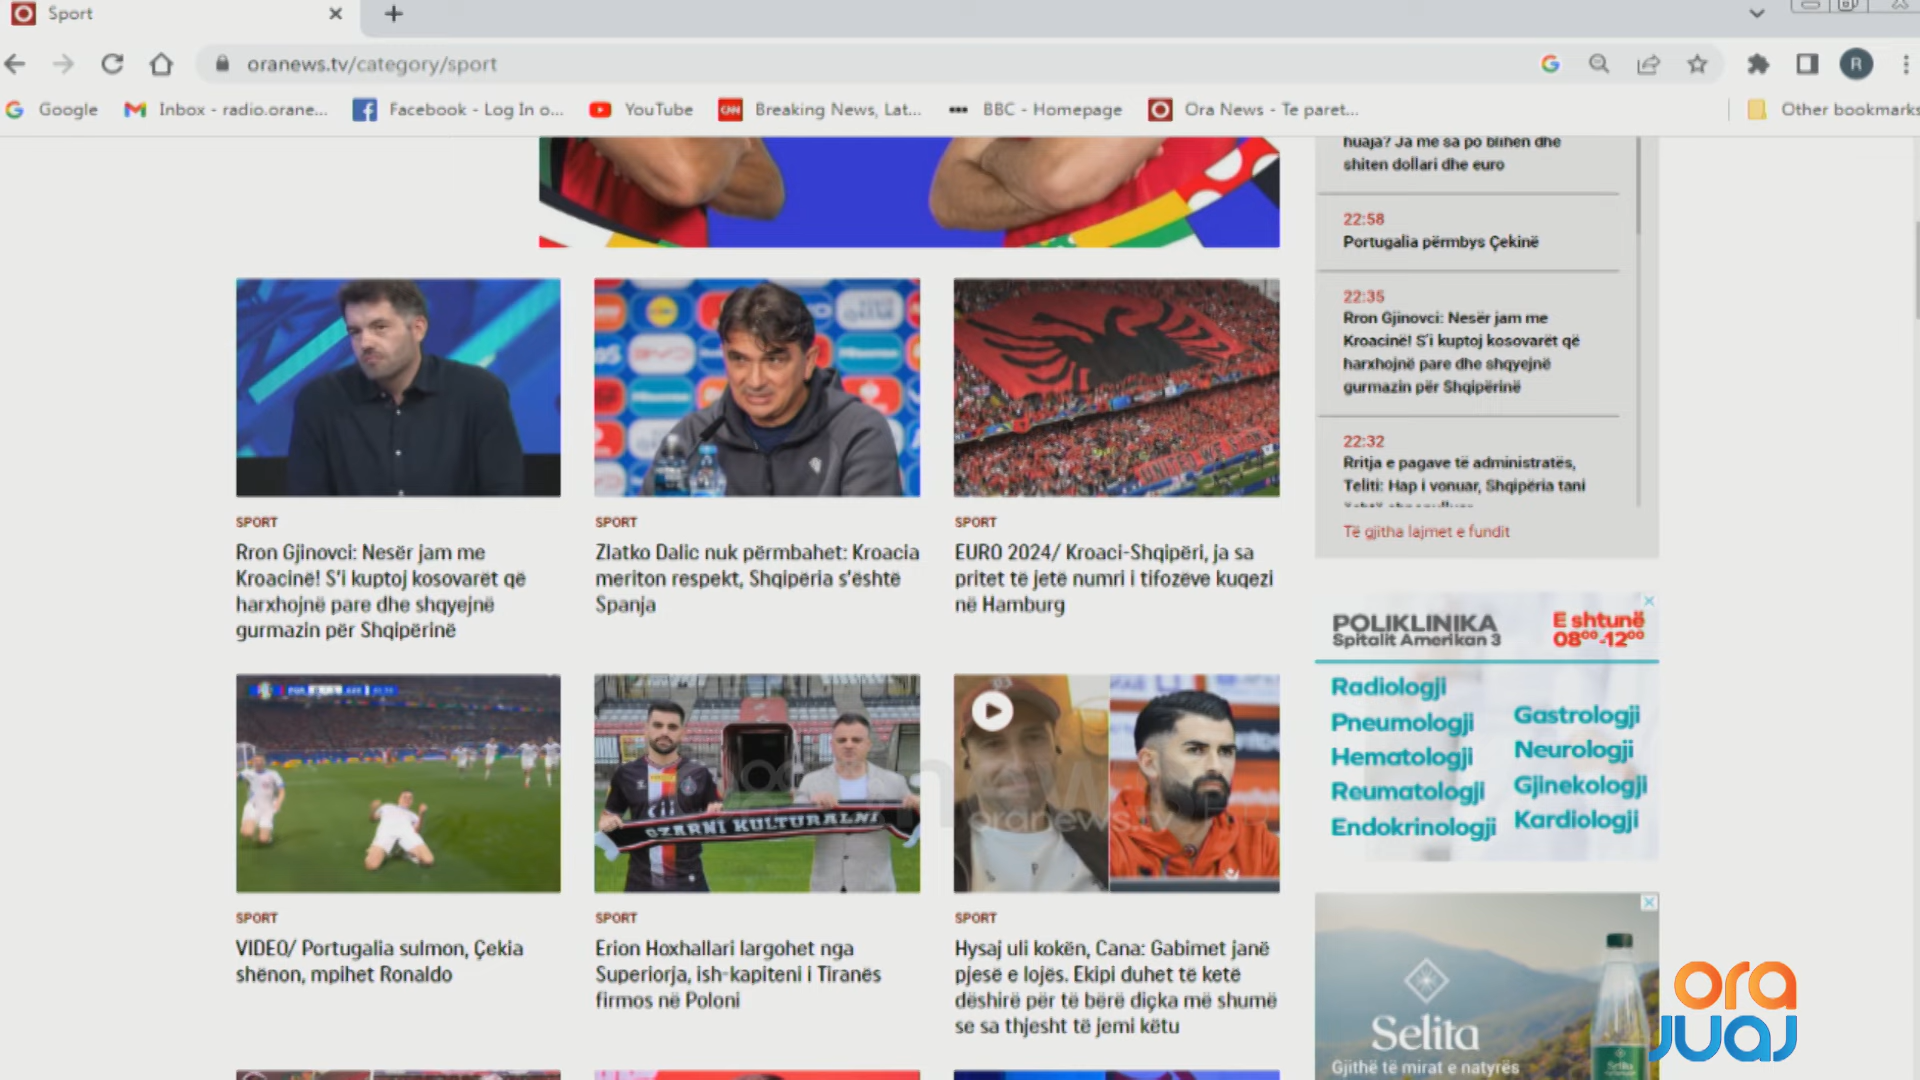 Sport
oranews.tv/category/sport
R
Google
Inbox - radio.orane...
Facebook - Log In o...
YouTube
CNN
Breaking News, Lat...
BBC - Homepage
Ora News - Te paret...
Other bookmarks
huaja? Ja me sa po blihen dhe
shiten dollari dhe euro
22:58
Portugalia përmbys Çekinë
22:35
Rron Gjinovci: Nesër jam me
Kroacinë! S'i kuptoj kosovarët që
harxhojnë pare dhe shqyejnë
gurmazin për Shqipërinë
22:32
Rritja e pagave të administratës,
Teliti: Hap i vonuar, Shqipëria tani
Të gjitha lajmet e fundit
SPORT
Rron Gjinovci: Nesër jam me
Kroacinë! S'i kuptoj kosovarët që
harxhojnë pare dhe shqyejnë
gurmazin për Shqipërinë
SPORT
Zlatko Dalic nuk përmbahet: Kroacia
meriton respekt, Shqipëria s'është
Spanja
SPORT
EURO 2024/ Kroaci-Shqipëri, ja sa
pritet të jetë numri i tifozëve kuqezi
në Hamburg
POLIKLINIKA
Spitalit Amerikan 3
E shtunë
08⁰⁰-12⁰⁰
Radiologji
Pneumologji
Hematologji
Reumatologji
Endokrinologji
Gastrologji
Neurologji
Gjinekologji
Kardiologji
OZARNI KULTURALNI
oranews.tv
SPORT
VIDEO/ Portugalia sulmon, Çekia
shënon, mpihet Ronaldo
SPORT
Erion Hoxhallari largohet nga
Superiorja, ish-kapiteni i Tiranës
firmos në Poloni
SPORT
Hysaj uli kokën, Cana: Gabimet janë
pjesë e lojës. Ekipi duhet të ketë
dëshirë për të bërë diçka më shumë
se sa thjesht të jemi këtu
Selita
Gjithë të mirat e natyrës
Selita
ora
juaj